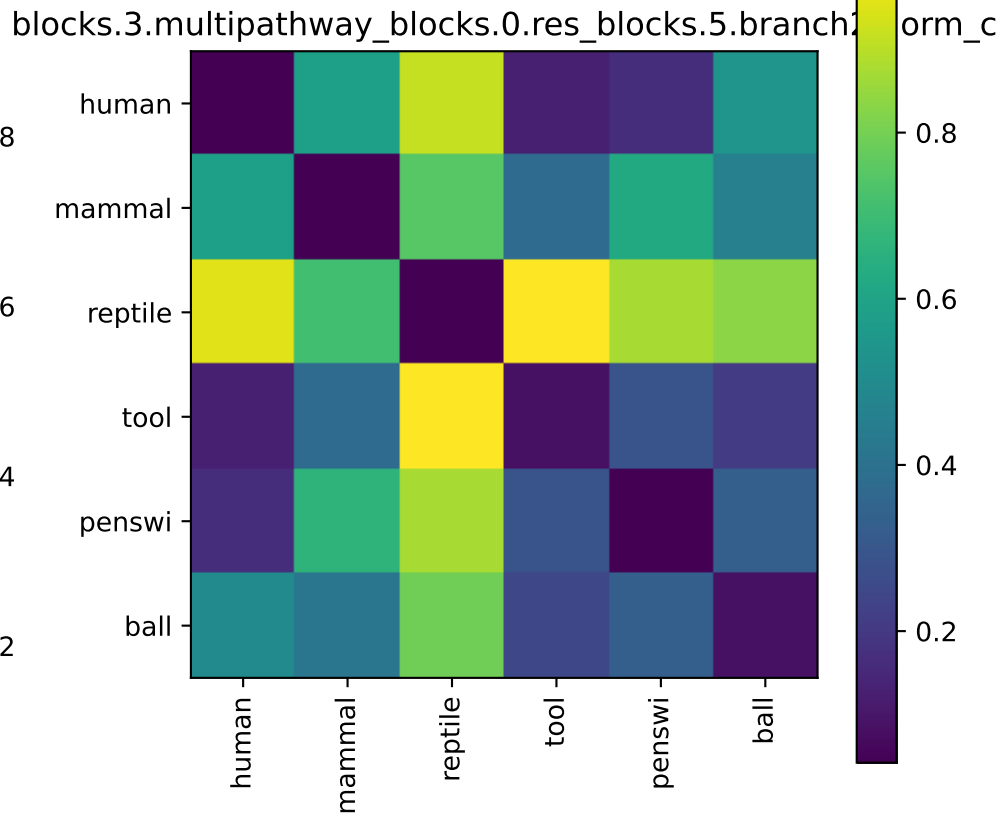 blocks.3.multipathway_blocks.0.res_blocks.5.branch2 orm_c
human
mammal
reptile
tool
penswi
ball
human
mammal
reptile
tool
penswi
ball
8
6
4
2
0.8
0.6
0.4
0.2